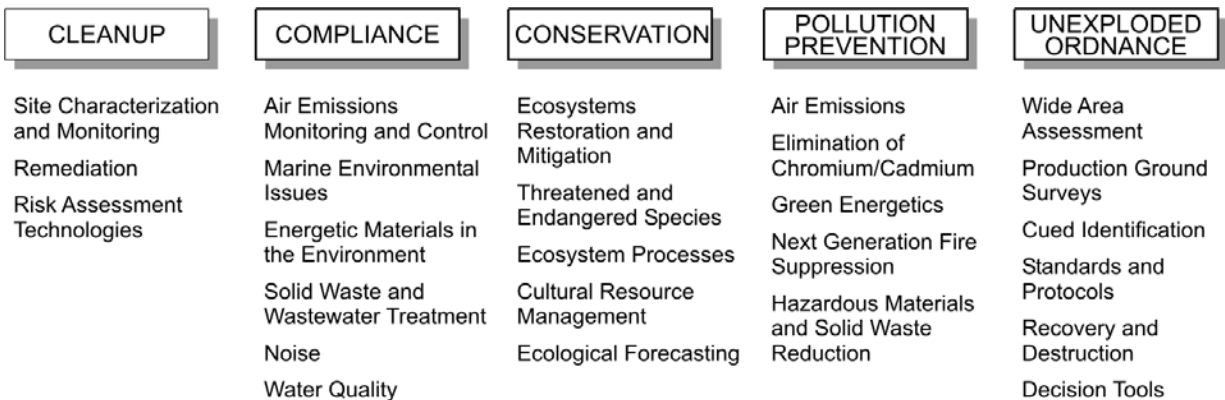 CLEANUP
Site Characterization
and Monitoring
Remediation
Risk Assessment
Technologies
COMPLIANCE
Air Emissions
Monitoring and Control
Marine Environmental
Issues
Energetic Materials in
the Environment
Solid Waste and
Wastewater Treatment
Noise
Water Quality
CONSERVATION
Ecosystems
Restoration and
Mitigation
Threatened and
Endangered Species
Ecosystem Processes
Cultural Resource
Management
Ecological Forecasting
POLLUTION
PREVENTION
Air Emissions
Elimination of
Chromium/Cadmium
Green Energetics
Next Generation Fire
Suppression
Hazardous Materials
and Solid Waste
Reduction
UNEXPLODED
ORDNANCE
Wide Area
Assessment
Production Ground
Surveys
Cued Identification
Standards and
Protocols
Recovery and
Destruction
Decision Tools